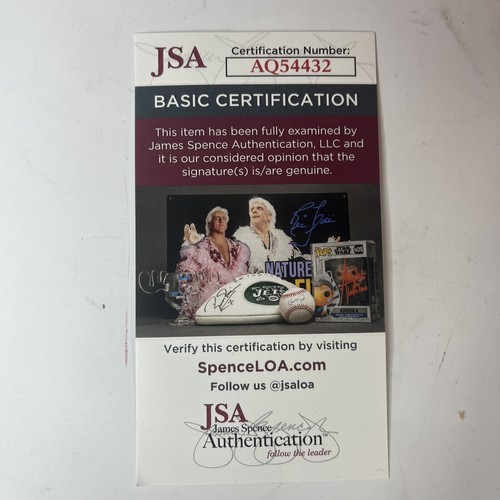 JSA
Certification Number:
AQ54432
BASIC CERTIFICATION
This item has been fully examined by
James Spence Authentication, LLC and
it is our considered opinion that the
signature(s) is/are genuine.
NATURE
JETS
Verify this certification by visiting
SpenceLOA.com
Follow us @jsaloa
JSA
James Spence
Authentication™
follow the leader